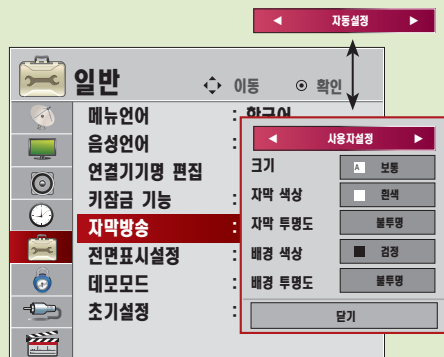 ◀ 자동설정 ▶
일반 이동 ⊙ 확인
메뉴언어 : 한국어
음성언어 :
연결기기명 편집
키잠금 기능 :
자막방송 :
전면표시설정 :
데모모드 :
초기설정 :
◀ 사용자설정 ▶
크기 A 보통
자막 색상 흰색
자막 투명도 불투명
배경 색상 검정
배경 투명도 불투명
닫기